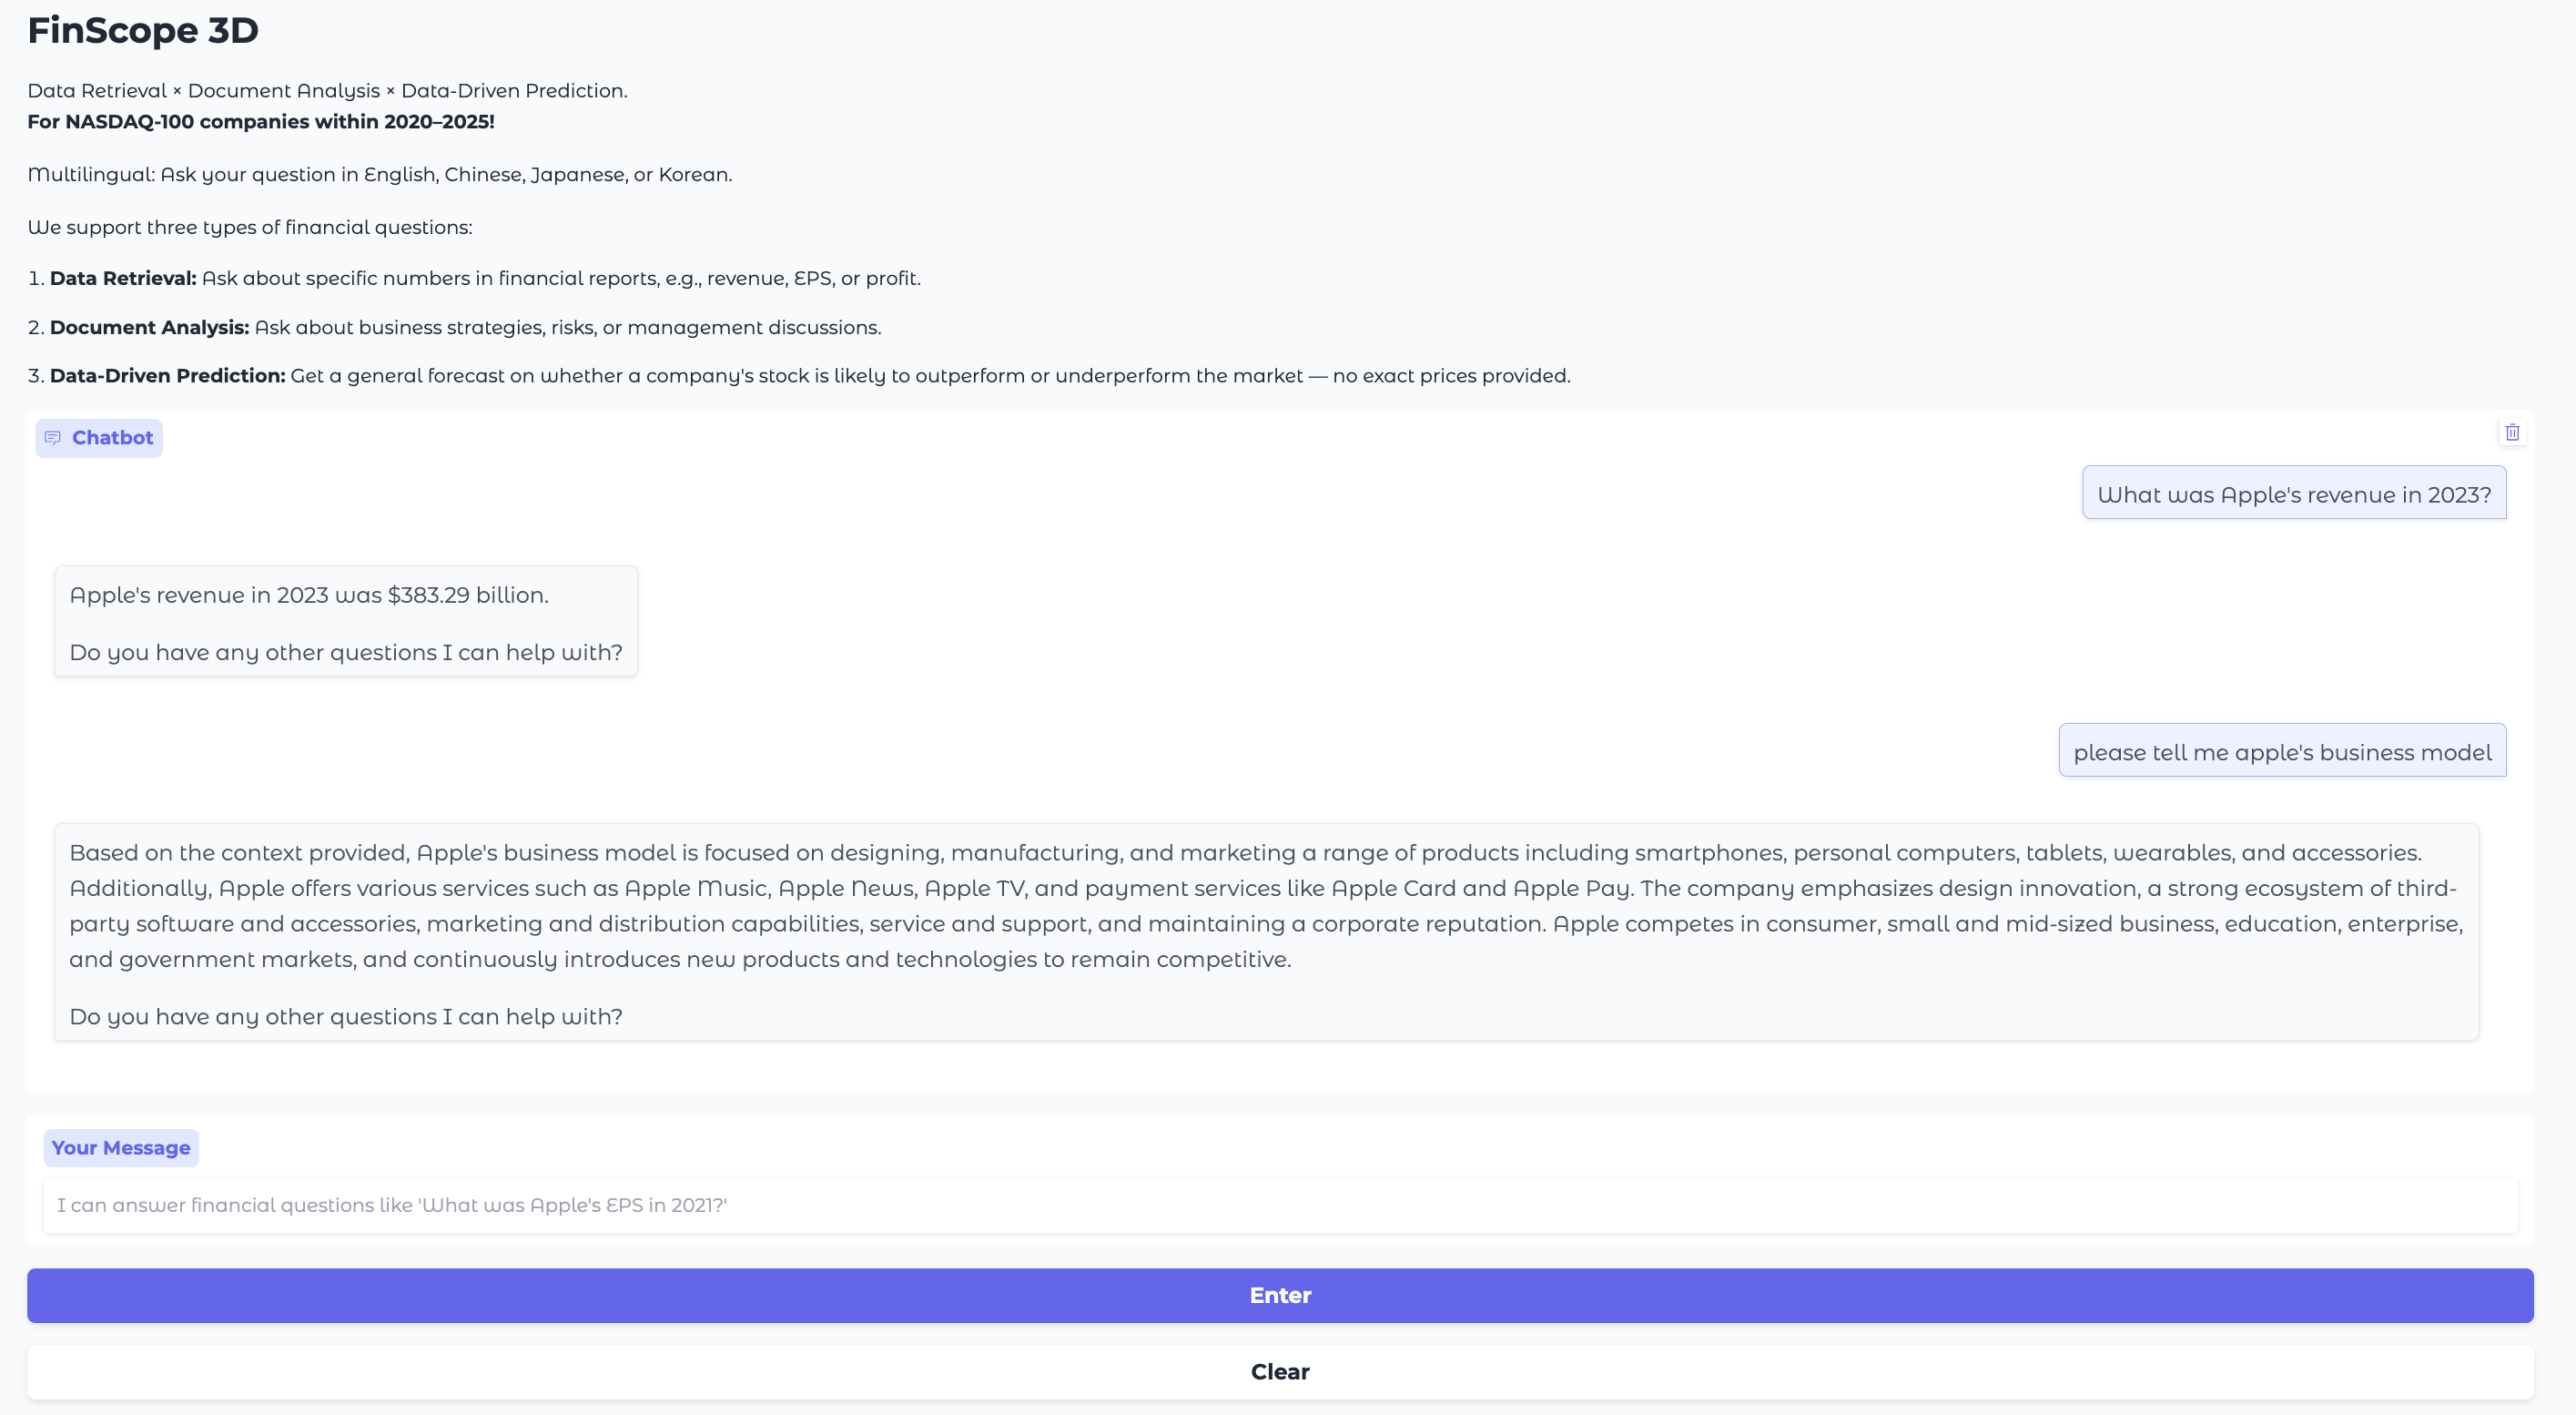 FinScope 3D
Data Retrieval × Document Analysis × Data-Driven Prediction.
For NASDAQ-100 companies within 2020–2025!
Multilingual: Ask your question in English, Chinese, Japanese, or Korean.
We support three types of financial questions:
1. Data Retrieval: Ask about specific numbers in financial reports, e.g., revenue, EPS, or profit.
2. Document Analysis: Ask about business strategies, risks, or management discussions.
3. Data-Driven Prediction: Get a general forecast on whether a company's stock is likely to outperform or underperform the market — no exact prices provided.
Chatbot
What was Apple's revenue in 2023?
Apple's revenue in 2023 was $383.29 billion.
Do you have any other questions I can help with?
please tell me apple's business model
Based on the context provided, Apple's business model is focused on designing, manufacturing, and marketing a range of products including smartphones, personal computers, tablets, wearables, and accessories.
Additionally, Apple offers various services such as Apple Music, Apple News, Apple TV, and payment services like Apple Card and Apple Pay. The company emphasizes design innovation, a strong ecosystem of third-
party software and accessories, marketing and distribution capabilities, service and support, and maintaining a corporate reputation. Apple competes in consumer, small and mid-sized business, education, enterprise,
and government markets, and continuously introduces new products and technologies to remain competitive.
Do you have any other questions I can help with?
Your Message
I can answer financial questions like 'What was Apple's EPS in 2021?'
Enter
Clear